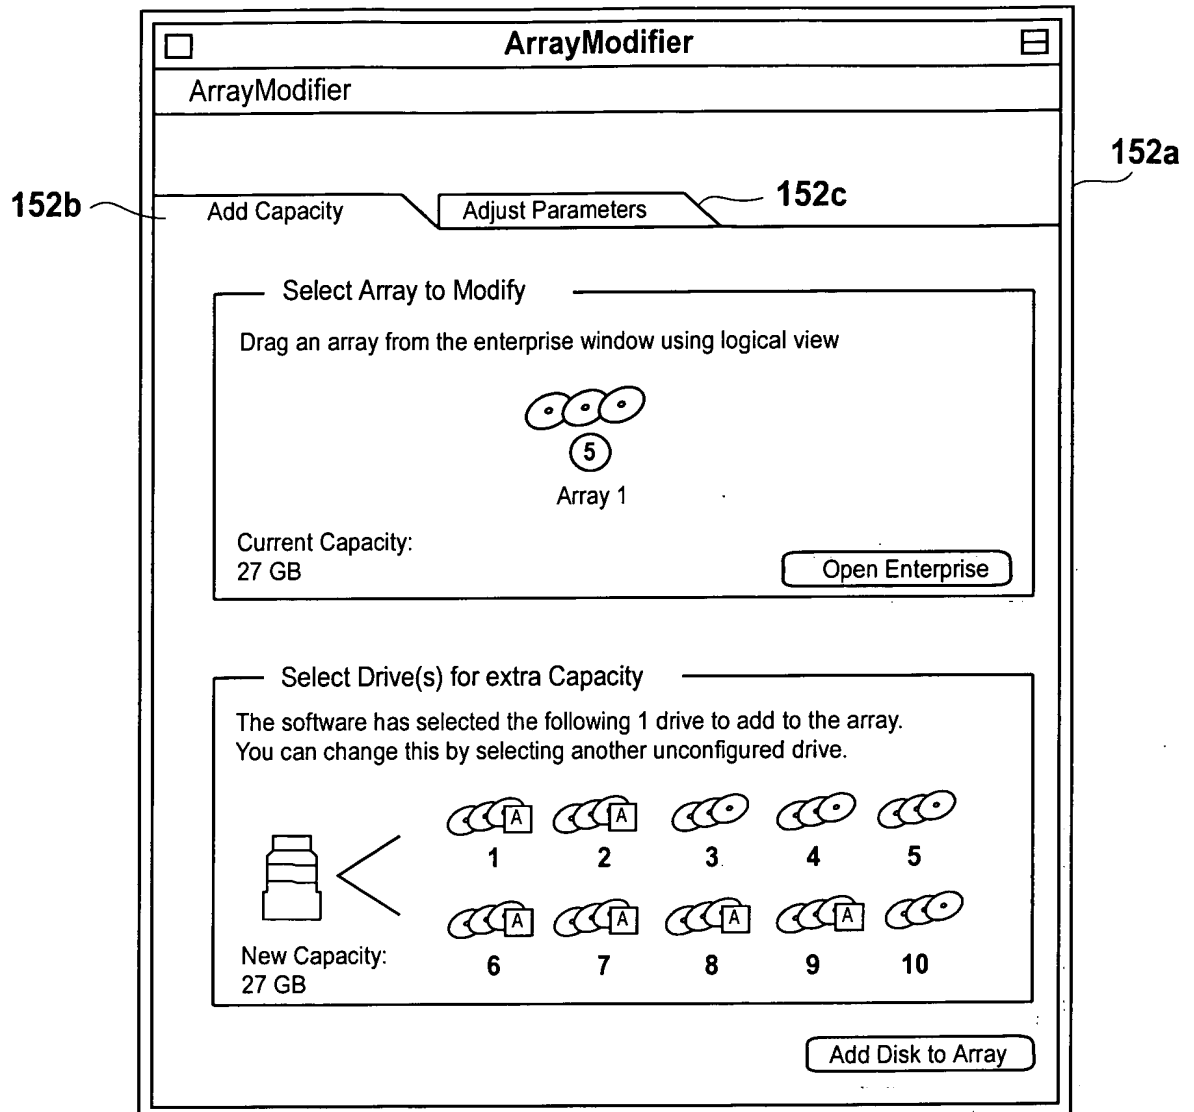 ArrayModifier
ArrayModifier
152a
152b
Add Capacity
Adjust Parameters
152c
Select Array to Modify
Drag an array from the enterprise window using logical view
5
Array 1
Current Capacity:
27 GB
Open Enterprise
Select Drive(s) for extra Capacity
The software has selected the following 1 drive to add to the array.
You can change this by selecting another unconfigured drive.
A A
1 2 3 4 5
A A A A
6 7 8 9 10
New Capacity:
27 GB
Add Disk to Array